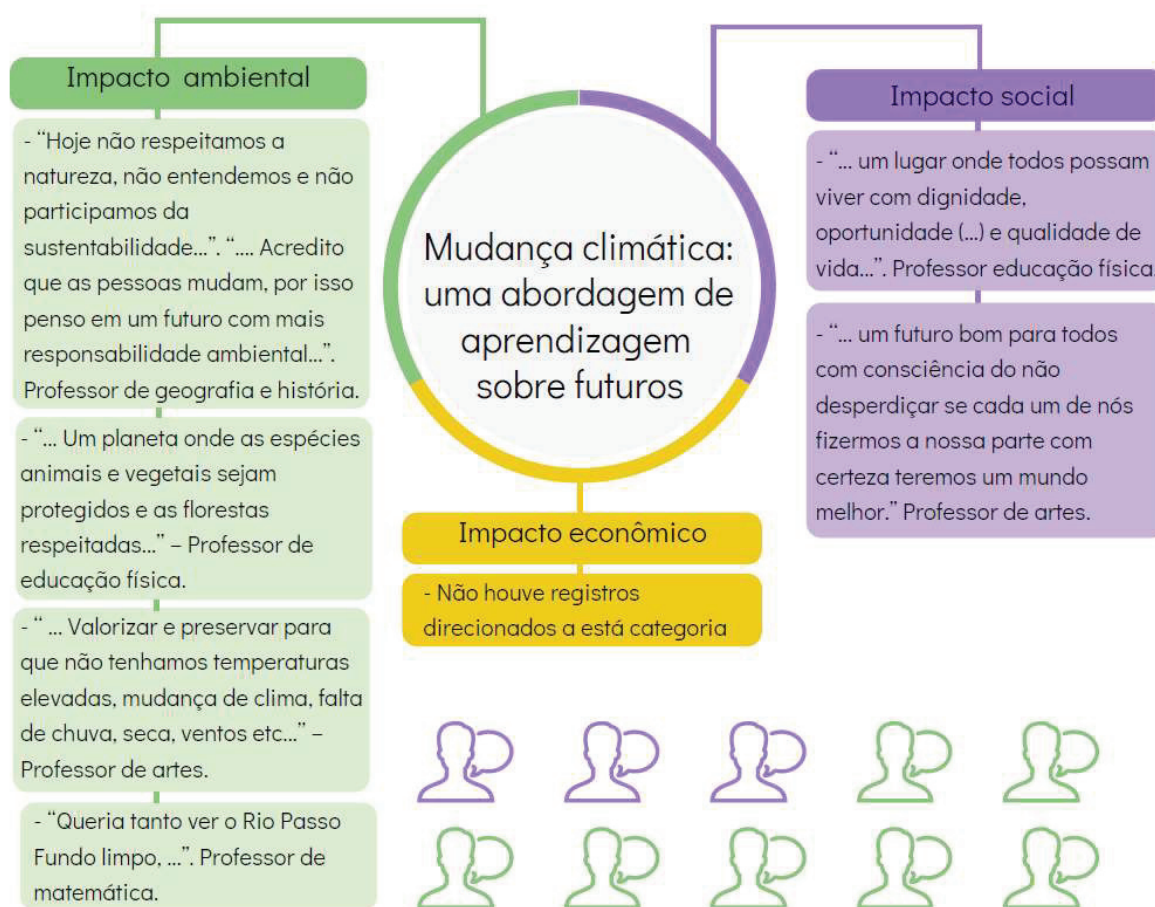 Impacto ambiental
- “Hoje não respeitamos a
natureza, não entendemos e não
participamos da
sustentabilidade...”. “.... Acredito
que as pessoas mudam, por isso
penso em um futuro com mais
responsabilidade ambiental...”.
Professor de geografia e história.
- “... Um planeta onde as espécies
animais e vegetais sejam
protegidos e as florestas
respeitadas...” – Professor de
educação física.
- “ ... Valorizar e preservar para
que não tenhamos temperaturas
elevadas, mudança de clima, falta
de chuva, seca, ventos etc...” –
Professor de artes.
- “Queria tanto ver o Rio Passo
Fundo limpo, ...”. Professor de
matemática.
Mudança climática:
uma abordagem de
aprendizagem
sobre futuros
Impacto econômico
- Não houve registros
direcionados a está categoria
Impacto social
- “... um lugar onde todos possam
viver com dignidade,
oportunidade (...) e qualidade de
vida...”. Professor educação física.
- “... um futuro bom para todos
com consciência do não
desperdiçar se cada um de nós
fizermos a nossa parte com
certeza teremos um mundo
melhor.” Professor de artes.